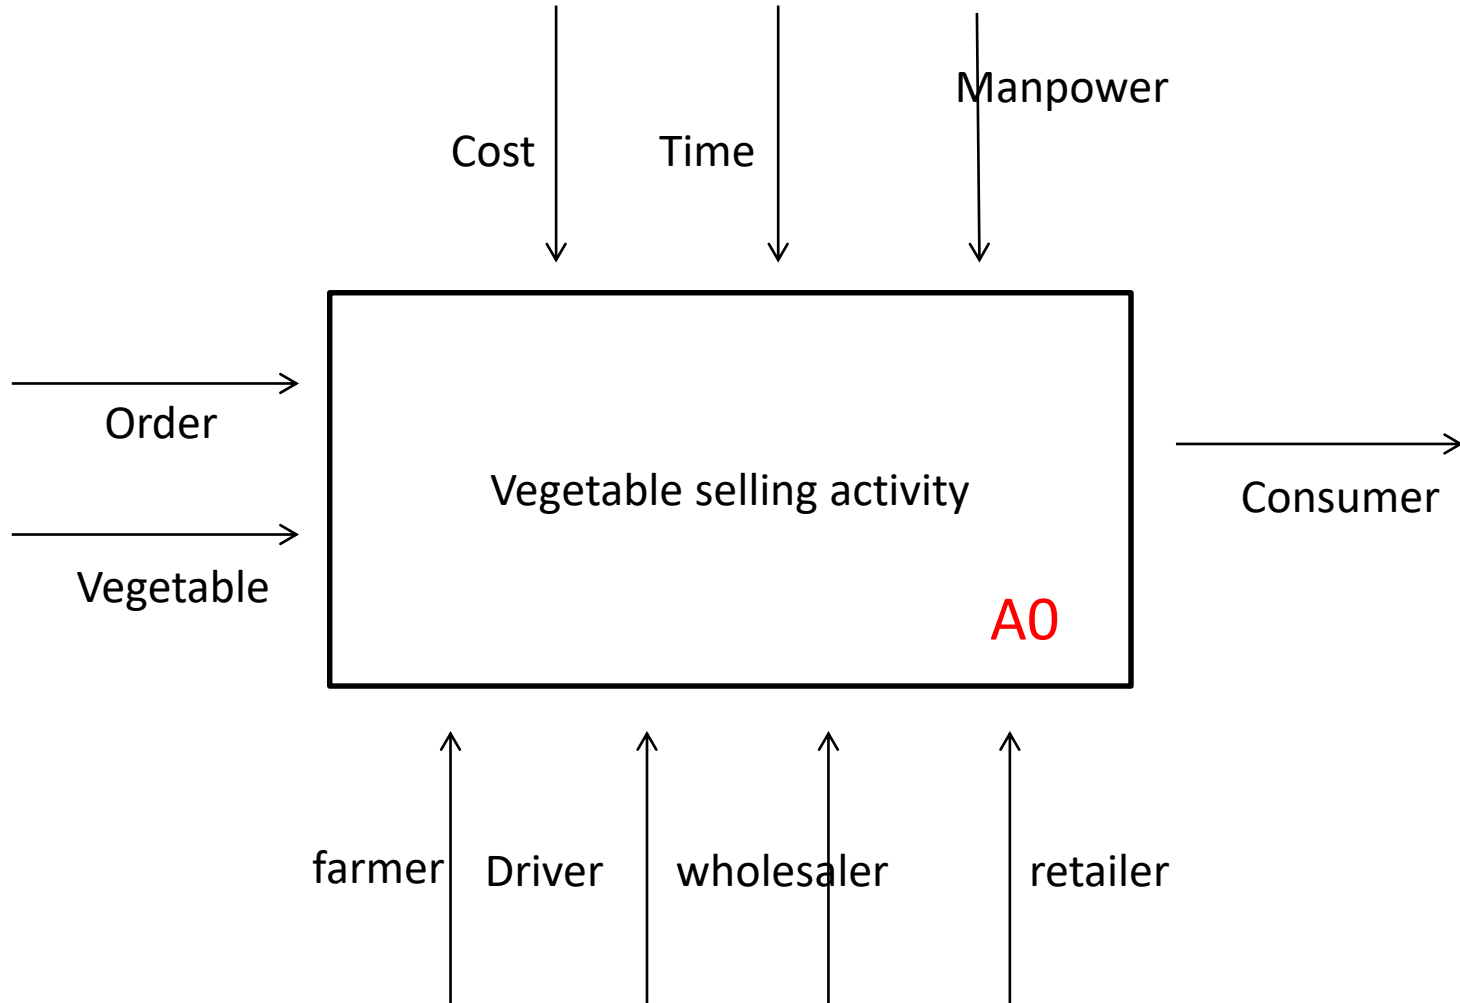 Manpower
Cost
Time
Order
Vegetable selling activity
Consumer
Vegetable
A0
farmer
Driver
wholesaler
retailer